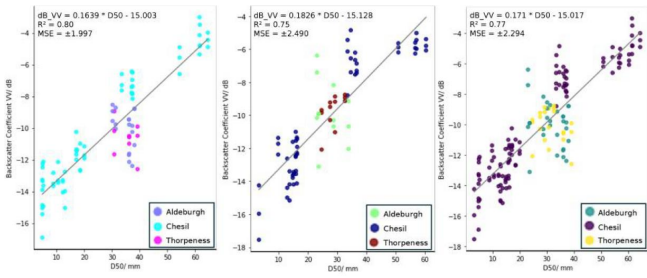 dB_VV = 0.1639 * D50 - 15.003
R² = 0.80
MSE = ±1.997
Backscatter Coefficient VV/ dB
-4
-6
-8
-10
-12
-14
-16
10
20
30
40
50
60
D50/ mm
Aldeburgh
Chesil
Thorpeness
dB_VV = 0.1826 * D50 - 15.128
R² = 0.75
MSE = ±2.490
Backscatter Coefficient VV/ dB
-4
-6
-8
-10
-12
-14
-16
-18
0
10
20
30
40
50
60
D50/ mm
Aldeburgh
Chesil
Thorpeness
dB_VV = 0.171 * D50 - 15.017
R² = 0.77
MSE = ±2.294
Backscatter Coefficient VV/ dB
-4
-6
-8
-10
-12
-14
-16
-18
10
20
30
40
50
60
D50/ mm
Aldeburgh
Chesil
Thorpeness